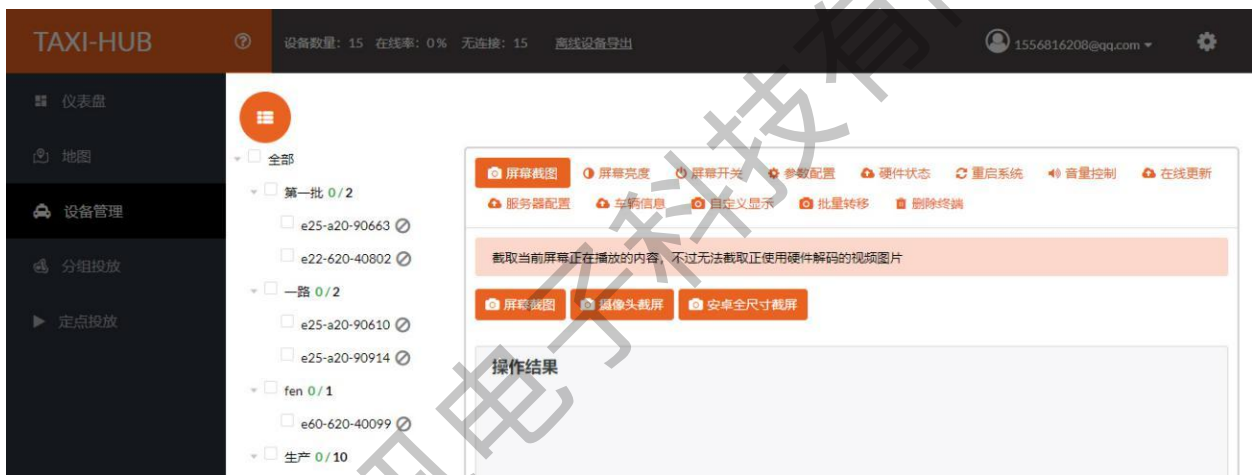 TAXI-HUB 设备数量: 15 在线率: 0% 无连接: 15 离线设备导出 1556816208@qq.com
仪表盘
地图
设备管理
分组投放
定点投放
全部
第一批 0/2
e25-a20-90663
e22-620-40802
一路 0/2
e25-a20-90610
e25-a20-90914
fen 0/1
e60-620-40099
生产 0/10
屏幕截图 屏幕亮度 屏幕开关 参数配置 硬件状态 重启系统 音量控制 在线更新
服务器配置 车辆信息 自定义显示 批量转移 删除终端
截取当前屏幕正在播放的内容，不过无法截取正使用硬件解码的视频图片
屏幕截图 摄像头截屏 安卓全尺寸截屏
操作结果
电子科技有